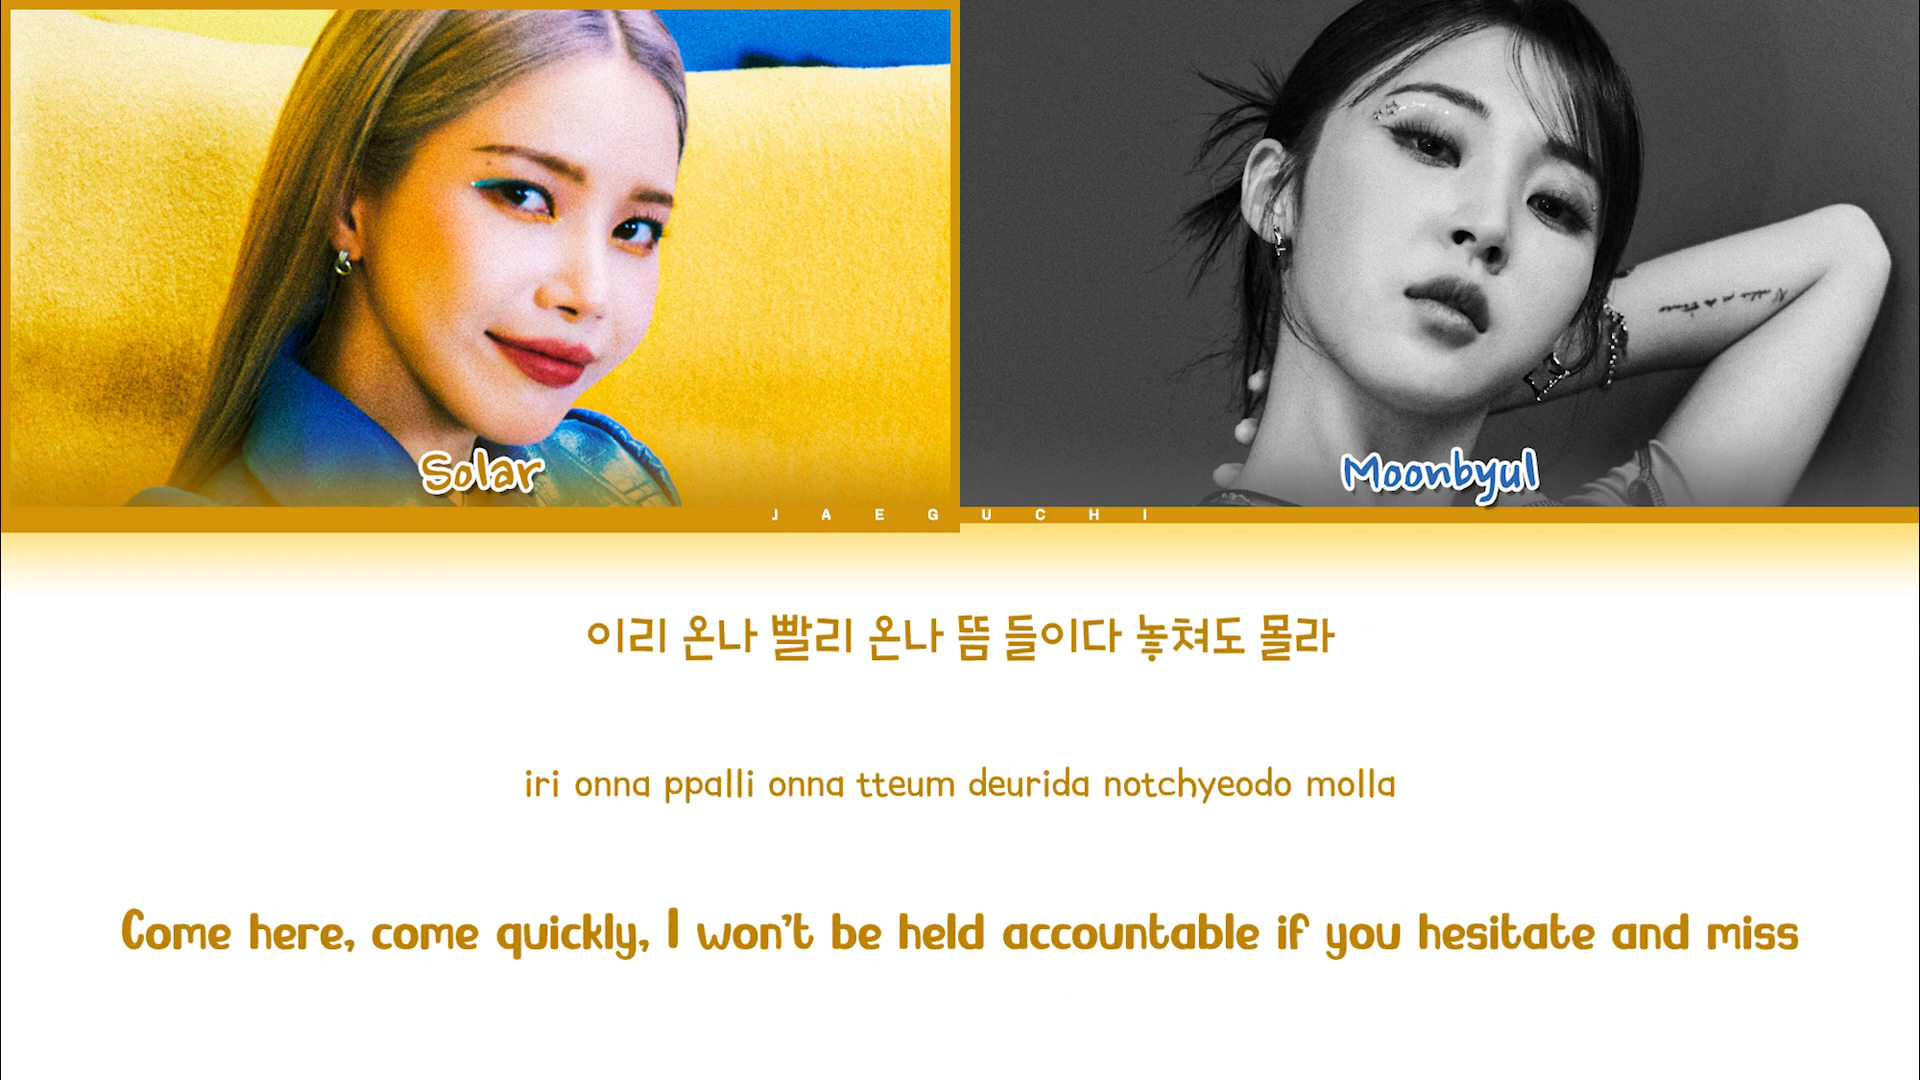 Solar
Moonbyul
JAEGUCHI
이리 온나 빨리 온나 뜸 들이다 놓쳐도 몰라
iri onna ppalli onna tteum deurida notchyeodo molla
Come here, come quickly, I won't be held accountable if you hesitate and miss